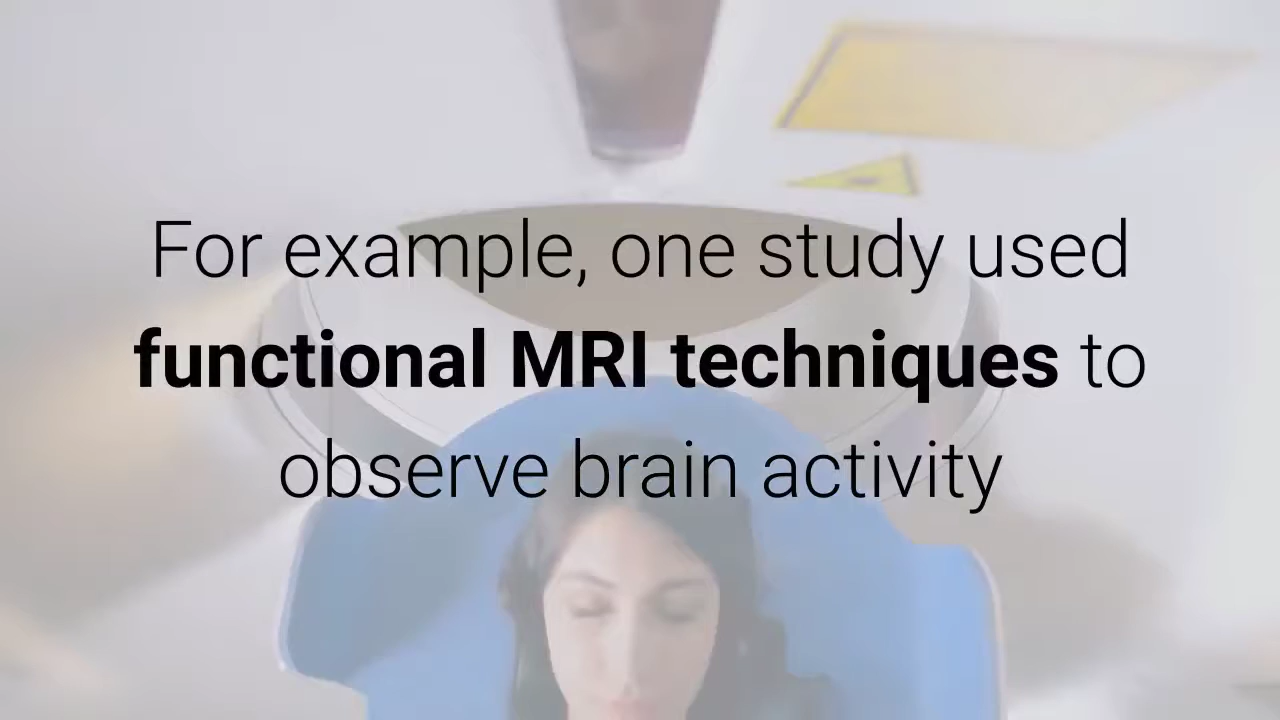 For example, one study used
functional MRI techniques to
observe brain activity